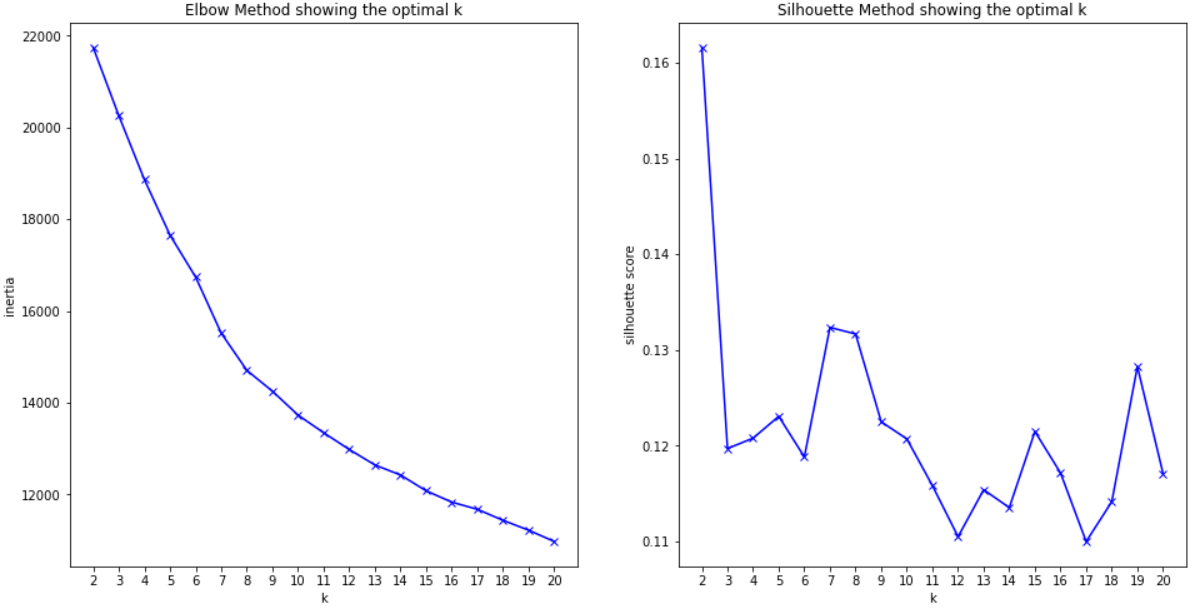 Elbow Method showing the optimal k
22000
20000
18000
16000
14000
12000
inertia
2 3 4 5 6 7 8 9 10 11 12 13 14 15 16 17 18 19 20
k
Silhouette Method showing the optimal k
0.16
0.15
0.14
0.13
0.12
0.11
silhouette score
2 3 4 5 6 7 8 9 10 11 12 13 14 15 16 17 18 19 20
k